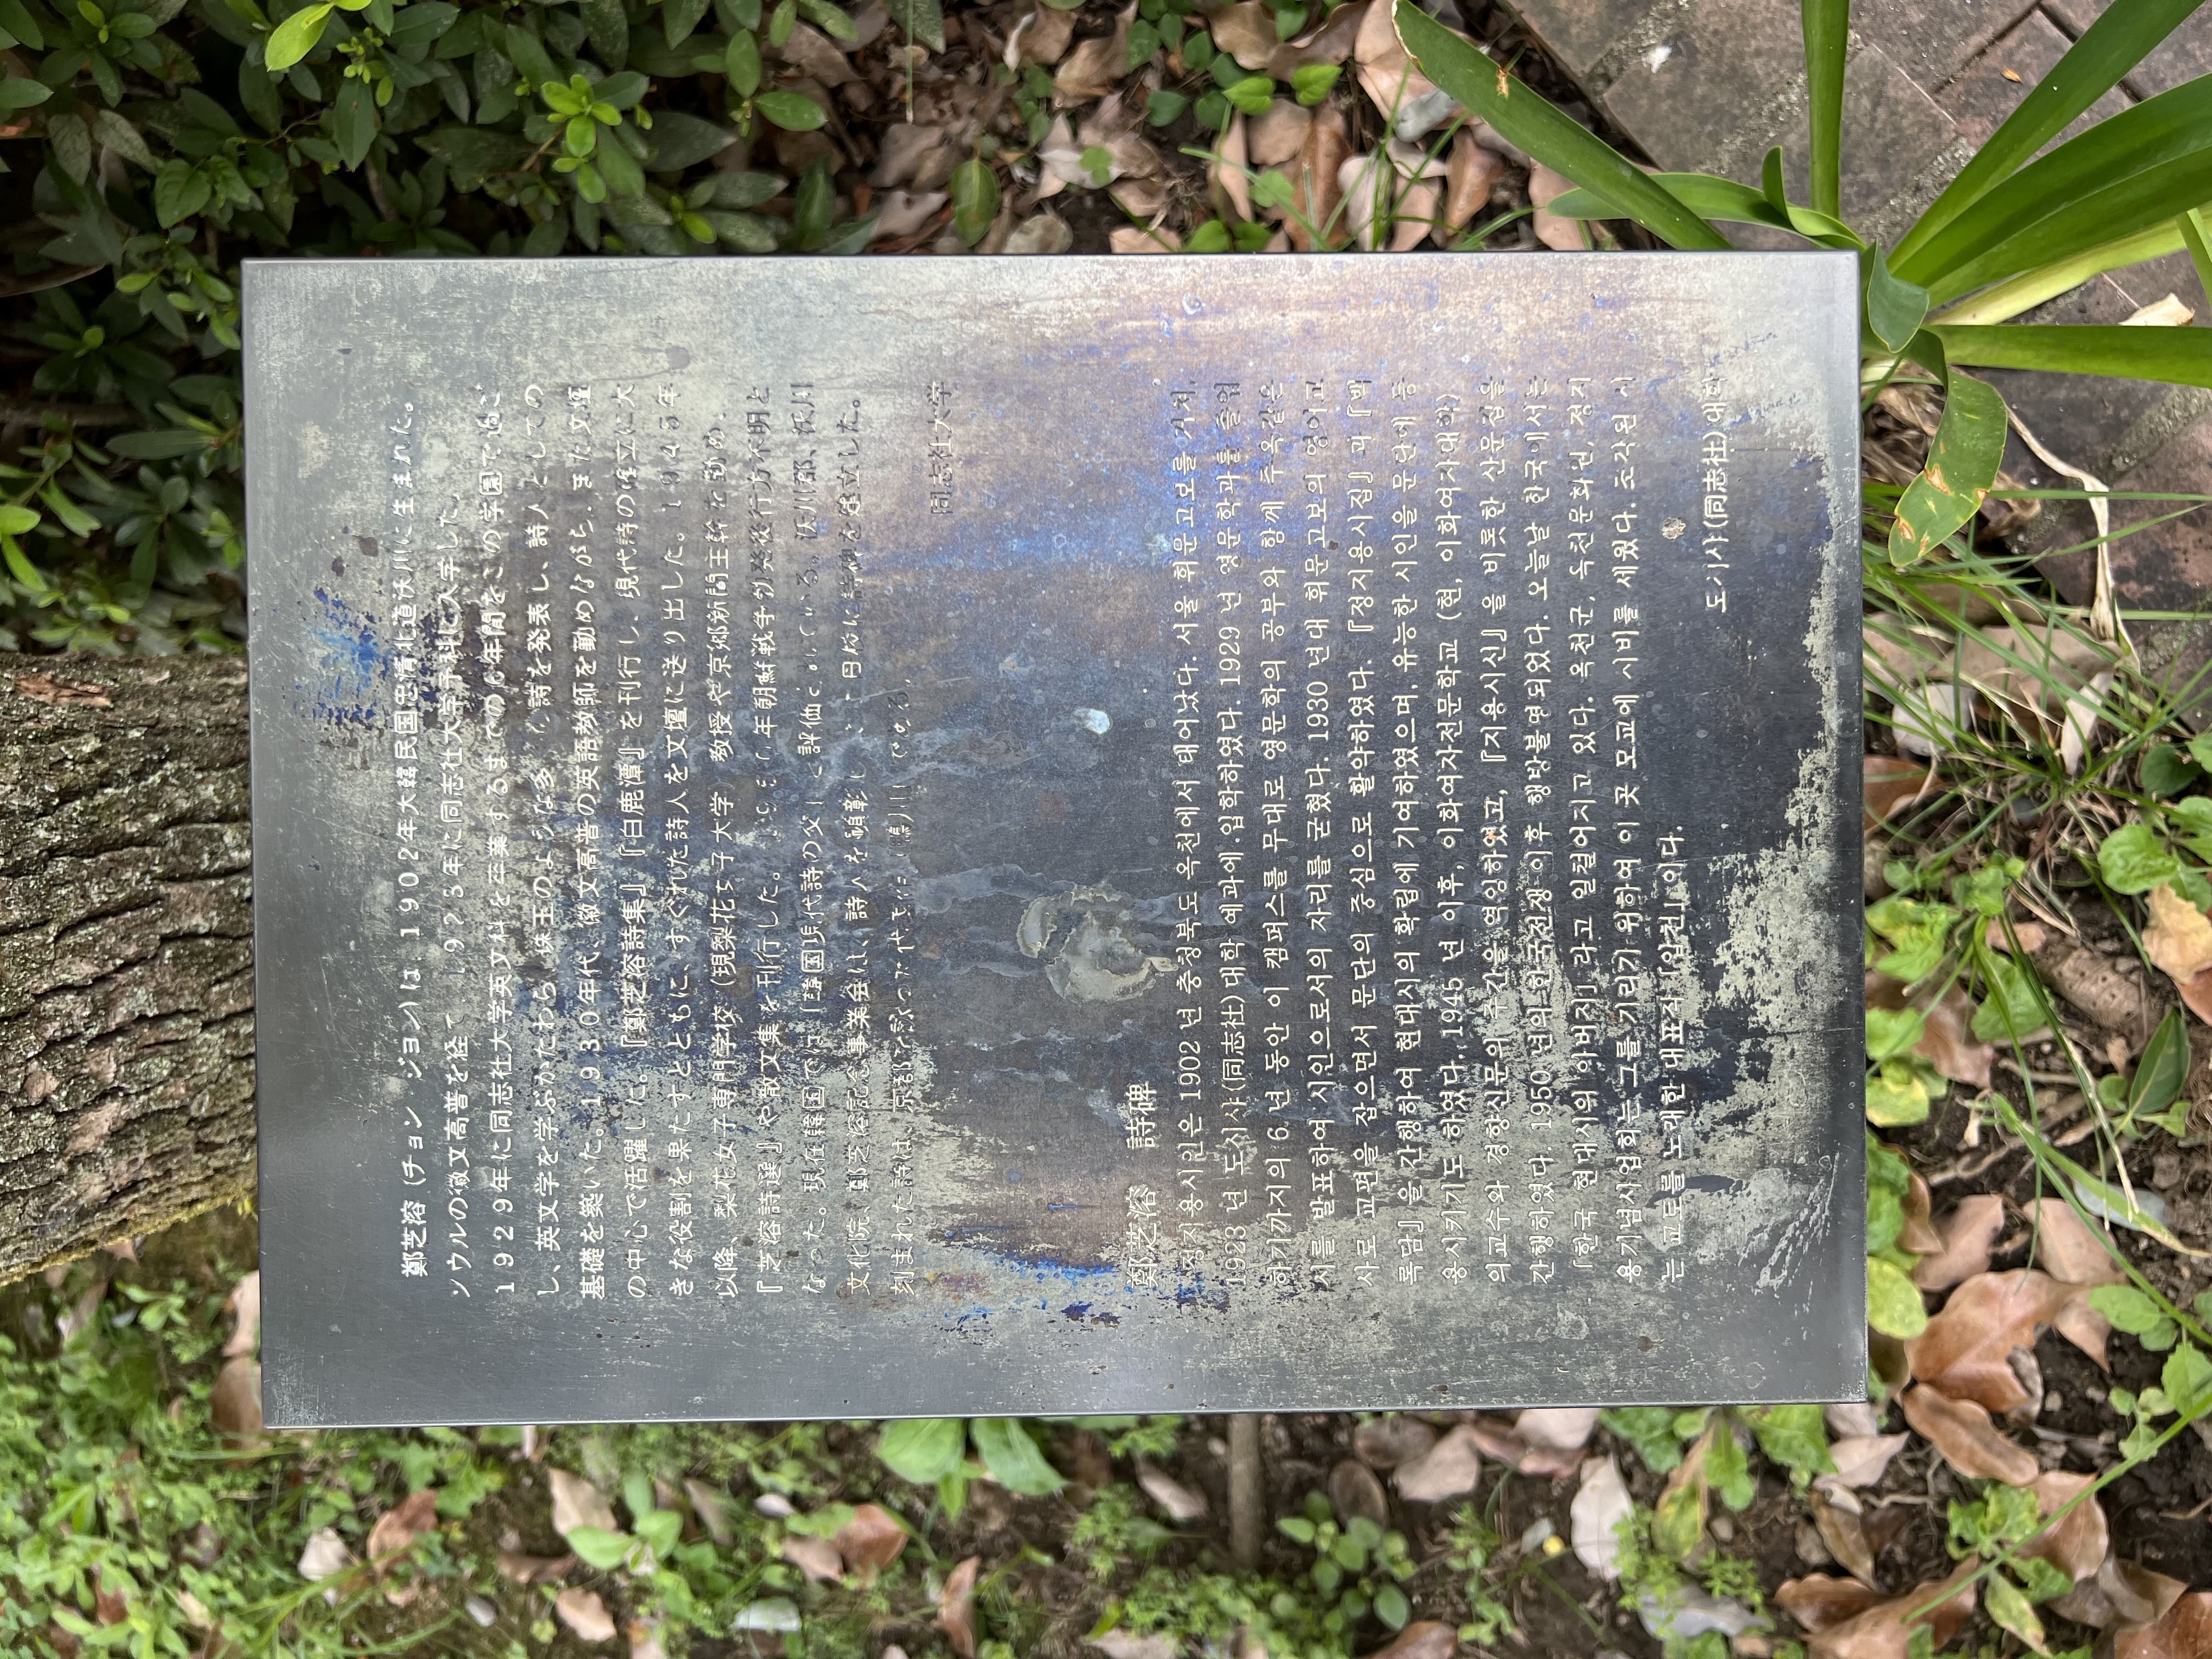 鄭芝溶（チョン ジヨン）は、1902年大韓民国忠清北道沃川に生まれた。
ソウルの徽文高普を経て、1923年に同志社大学予科に入学した。
1929年に同志社大学英文科を卒業するまでの6年間をこの学園で過ご
し、英文学を学ぶかたわら、珠玉のような多くの詩を発表し、詩人としての
基礎を築いた。1930年代、徽文高普の英語教師を勤めながら、また文壇
の中心で活躍した。『鄭芝溶詩集』『白鹿潭』を刊行し、現代詩の確立に大
きな役割を果たすとともに、すぐれた詩人を文壇に送り出した。1945年
以降、梨花女子専門学校（現梨花女子大学）教授や京郷新聞主幹を勤め、
『芝溶詩選』や散文集を刊行した。1950年朝鮮戦争勃発後行方不明と
なった。現在韓国では「韓国現代詩の父」と評価されている。沃川郡、沃川
文化院、鄭芝溶記念事業会は、詩人を顕彰し、ここ母校に詩碑を建立した。
刻まれた詩は、京都を詠った代表作「鴨川」である。
同志社大学
鄭芝溶 詩碑
정지용시인은 1902 년 충청북도 옥천에서 태어났다. 서울 휘문고보를 거쳐,
1923 년 도시샤(同志社)대학 예과에 입학하였다. 1929 년 영문학과를 졸업
하기까지의 6 년 동안 이 캠퍼스를 무대로 영문학의 공부와 함께 주옥같은
시를 발표하여 시인으로서의 자리를 굳혔다. 1930 년대 휘문고보의 영어교
사로 교편을 잡으면서 문단의 중심으로 활약하였다. 『정지용시집』과『백
록담』을 간행하여 현대시의 확립에 기여하였으며, 유능한 시인을 문단에 등
용시키기도 하였다. 1945 년 이후, 이화여자전문학교 (현, 이화여자대학)
의교수와 경향신문의 주간을 역임하였고, 『지용시선』을 비롯한 산문집을
간행하였다. 1950 년의 한국전쟁 이후 행방불명되었다. 오늘날 한국에서는
「한국 현대시의 아버지」라고 일컬어지고 있다. 옥천군, 옥천문화원, 정지
용기념사업회는 그를 기리기 위하여 이 곳 모교에 시비를 세웠다. 조각된 시
는 교토를 노래한 대표작「압천」이다.
도시샤(同志社)대학